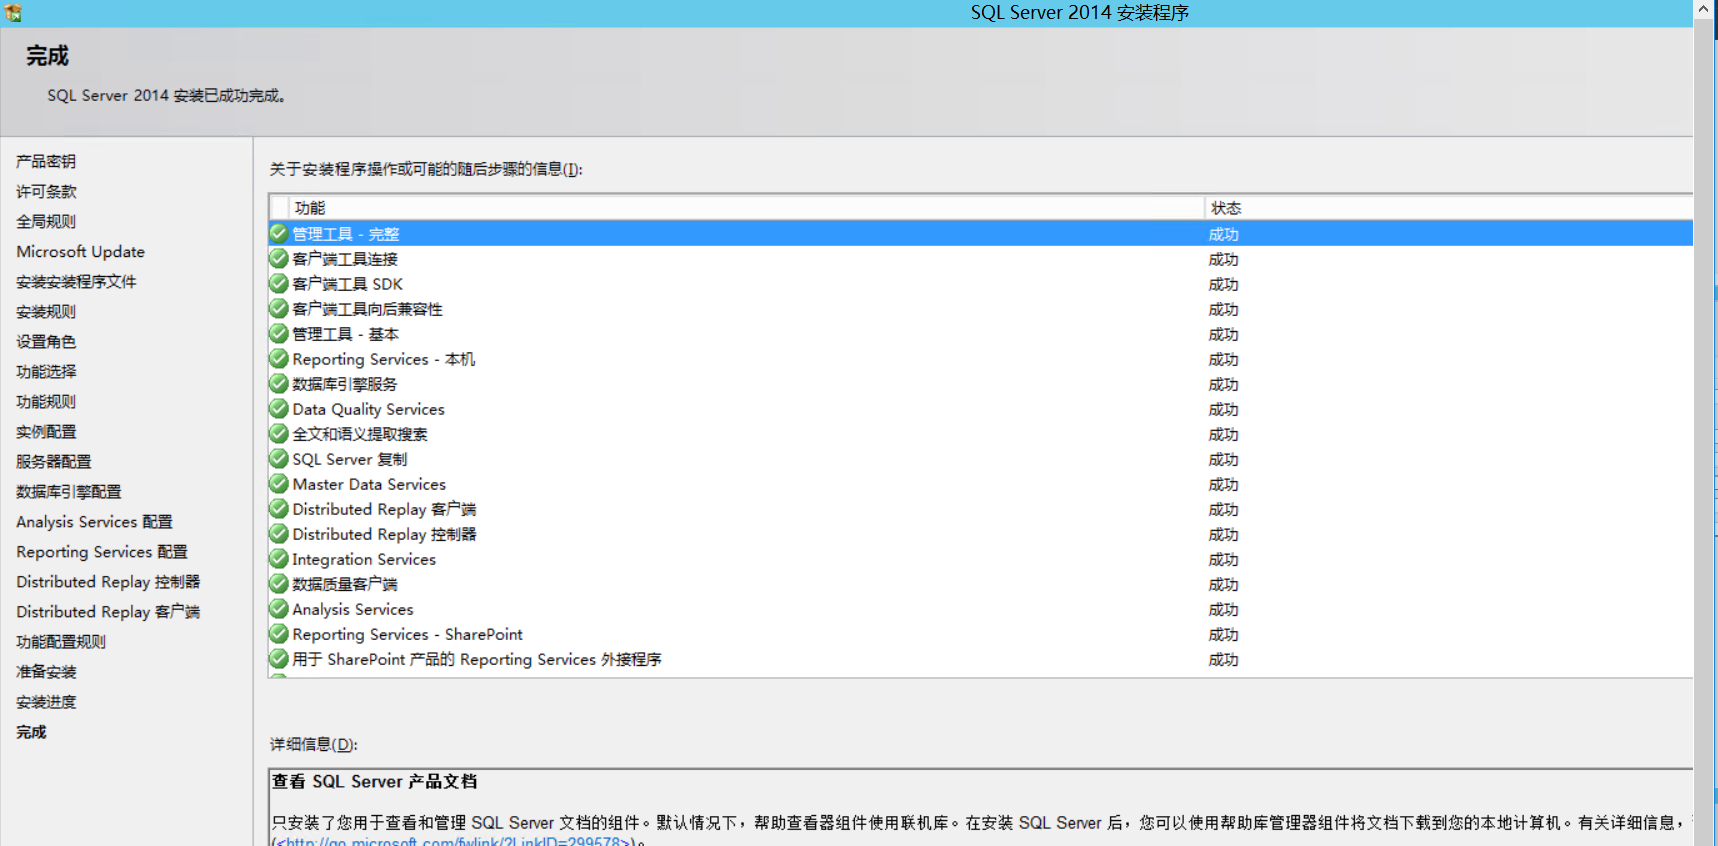 SQL Server 2014 安装程序
完成
SQL Server 2014 安装已成功完成。
产品密钥
许可条款
全局规则
Microsoft Update
安装安装程序文件
安装规则
设置角色
功能选择
功能规则
实例配置
服务器配置
数据库引擎配置
Analysis Services 配置
Reporting Services 配置
Distributed Replay 控制器
Distributed Replay 客户端
功能配置规则
准备安装
安装进度
完成
关于安装程序操作或可能的随后步骤的信息(I):
功能 状态
管理工具 - 完整 成功
客户端工具连接 成功
客户端工具 SDK 成功
客户端工具向后兼容性 成功
管理工具 - 基本 成功
Reporting Services - 本机 成功
数据库引擎服务 成功
Data Quality Services 成功
全文和语义提取搜索 成功
SQL Server 复制 成功
Master Data Services 成功
Distributed Replay 客户端 成功
Distributed Replay 控制器 成功
Integration Services 成功
数据质量客户端 成功
Analysis Services 成功
Reporting Services - SharePoint 成功
用于 SharePoint 产品的 Reporting Services 外接程序 成功
详细信息(D):
查看 SQL Server 产品文档
只安装了您用于查看和管理 SQL Server 文档的组件。默认情况下，帮助查看器组件使用联机库。在安装 SQL Server 后，您可以使用帮助库管理器组件将文档下载到您的本地计算机。有关详细信息，
(<http://go.microsoft.com/fwlink/?LinkID=299578>)。